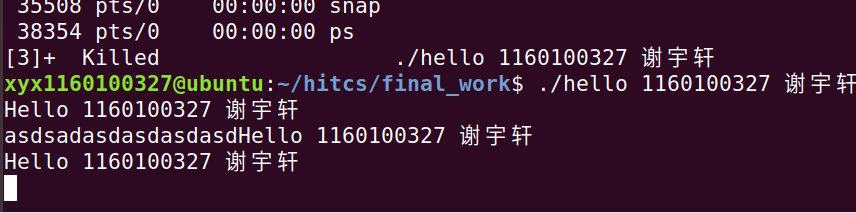 35508 pts/0    00:00:00 snap
38354 pts/0    00:00:00 ps
[3]+  Killed                  ./hello 1160100327 谢宇轩
xyx1160100327@ubuntu:~/hitcs/final_work$ ./hello 1160100327 谢宇轩
Hello 1160100327 谢宇轩
asdsadasdasdasdasdHello 1160100327 谢宇轩
Hello 1160100327 谢宇轩